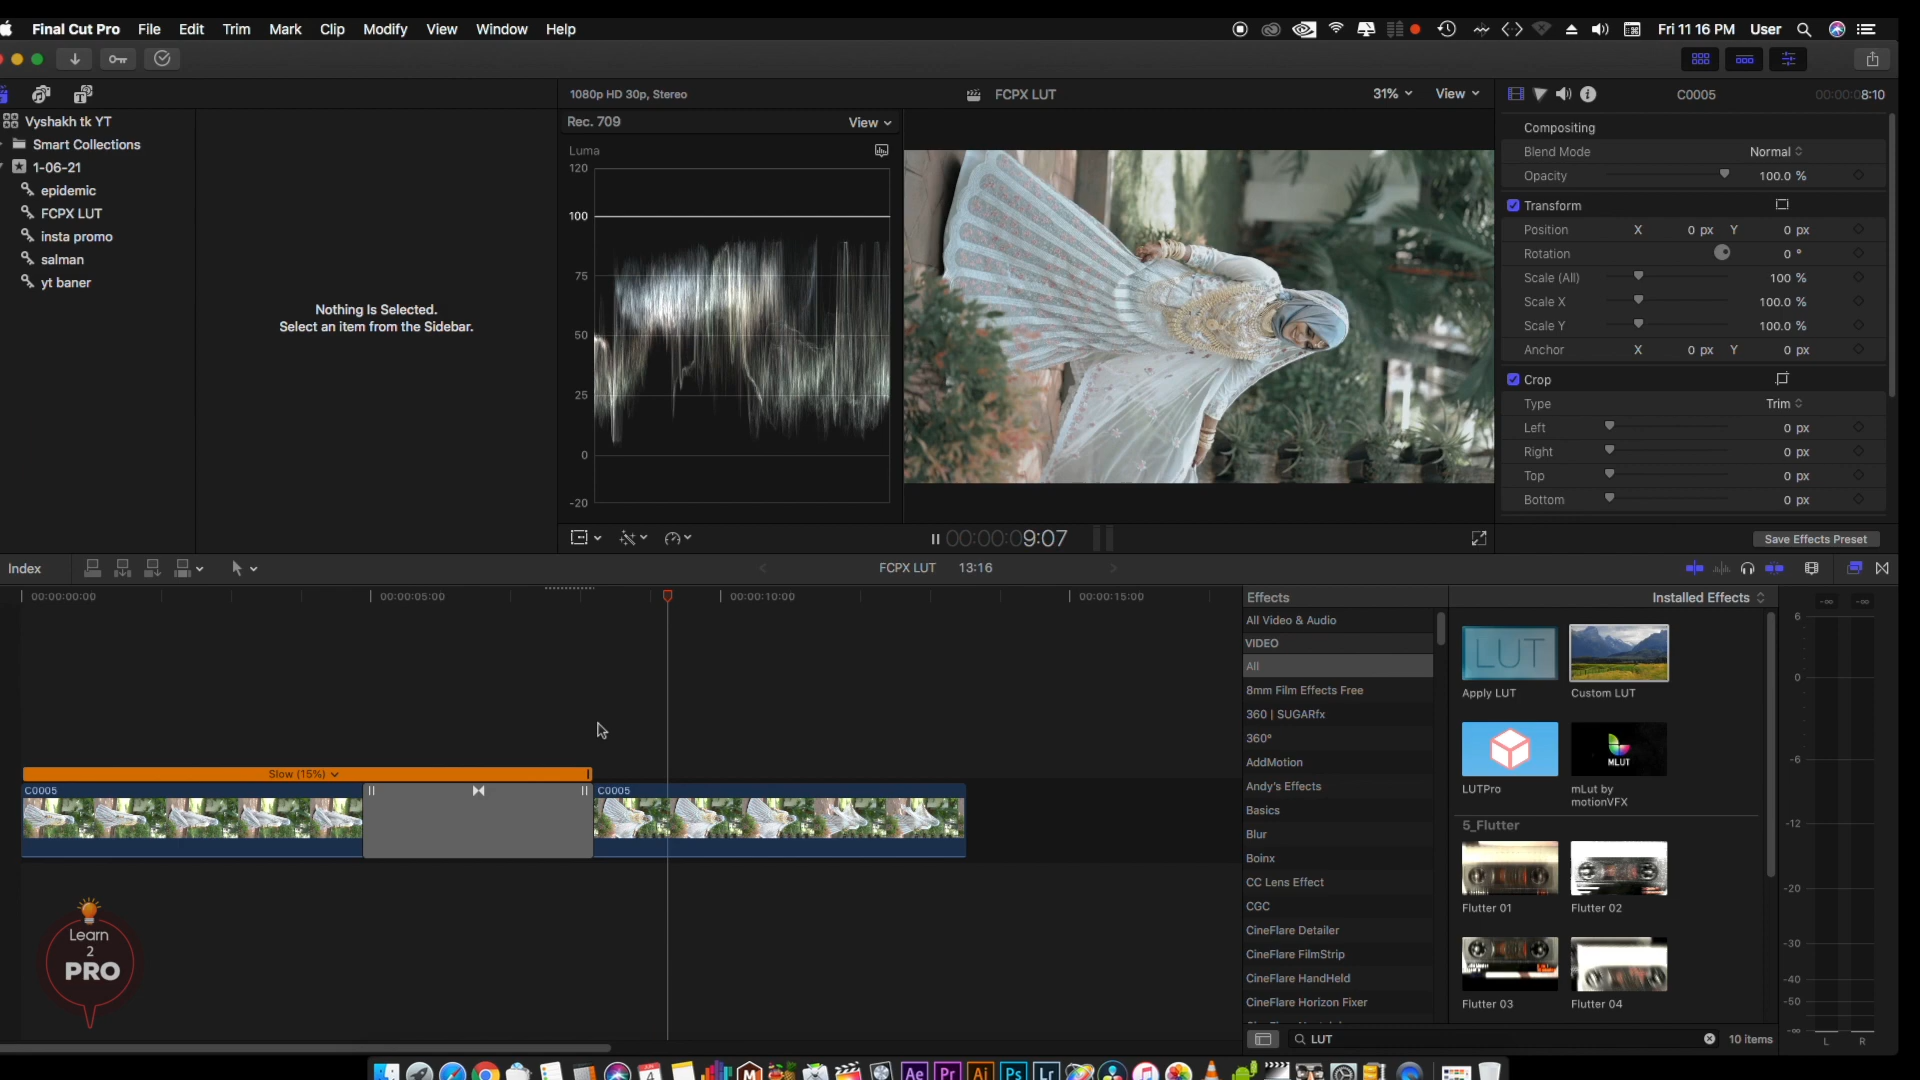 Final Cut Pro File Edit Trim Mark Clip Modify View Window Help
Fri 11 16 PM User
1080p HD 30p, Stereo
FCPX LUT
31% View
C0005
00:00:08:10
Vyshakh tk YT
Smart Collections
1-06-21
epidemic
FCPX LUT
insta promo
salman
yt baner
Nothing Is Selected.
Select an item from the Sidebar.
Rec. 709
View
Luma
120
100
75
50
25
0
-20
Compositing
Blend Mode Normal
Opacity 100.0 %
Transform
Position X 0 px Y 0 px
Rotation 0 °
Scale (All) 100 %
Scale X 100.0 %
Scale Y 100.0 %
Anchor X 0 px Y 0 px
Crop
Type Trim
Left 0 px
Right 0 px
Top 0 px
Bottom 0 px
00:00:09:07
Save Effects Preset
Index
FCPX LUT 13:16
00:00:00:00
00:00:05:00
00:00:10:00
00:00:15:00
Slow (15%)
C0005
C0005
Learn
2
PRO
Effects
Installed Effects
All Video & Audio
VIDEO
All
8mm Film Effects Free
360 | SUGARfx
360°
AddMotion
Andy's Effects
Basics
Blur
Boinx
CC Lens Effect
CGC
CineFlare Detailer
CineFlare FilmStrip
CineFlare HandHeld
CineFlare Horizon Fixer
LUT
Apply LUT
Custom LUT
MLUT
LUTPro
mLut by
motionVFX
5_Flutter
Flutter 01
Flutter 02
Flutter 03
Flutter 04
LUT
10 items
-∞ -∞
6
0
-6
-12
-20
-30
-40
-50
-∞
L R
4
Ae Pr Ai Ps Lr